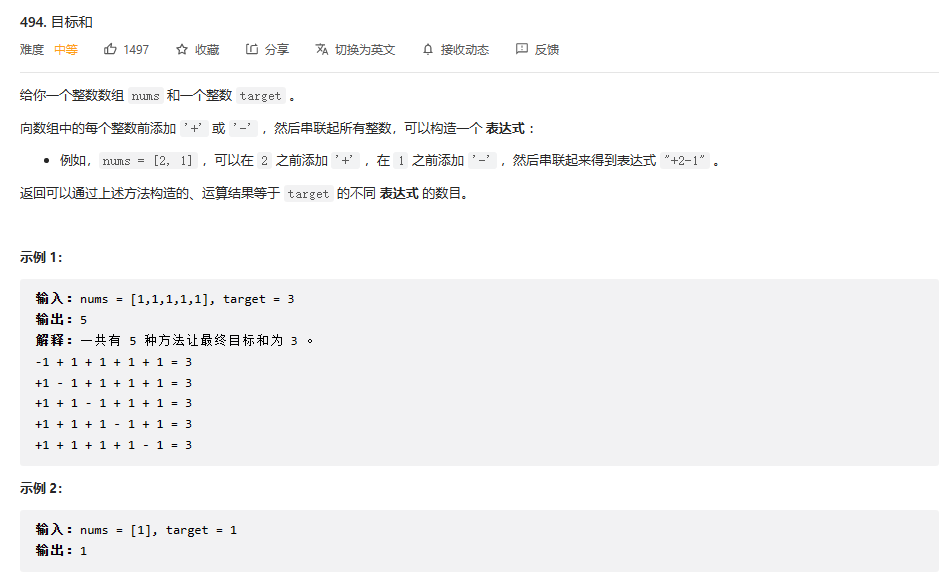 494. 目标和
难度 中等 1497 收藏 分享 切换为英文 接收动态 反馈
给你一个整数数组 nums 和一个整数 target 。
向数组中的每个整数前添加 '+' 或 '-' ，然后串联起所有整数，可以构造一个 表达式 ：
• 例如，nums = [2, 1] ，可以在 2 之前添加 '+' ，在 1 之前添加 '-' ，然后串联起来得到表达式 "+2-1" 。
返回可以通过上述方法构造的、运算结果等于 target 的不同 表达式 的数目。
示例 1：
输入：nums = [1,1,1,1,1], target = 3
输出：5
解释：一共有 5 种方法让最终目标和为 3 。
-1 + 1 + 1 + 1 + 1 = 3
+1 - 1 + 1 + 1 + 1 = 3
+1 + 1 - 1 + 1 + 1 = 3
+1 + 1 + 1 - 1 + 1 = 3
+1 + 1 + 1 + 1 - 1 = 3
示例 2：
输入：nums = [1], target = 1
输出：1